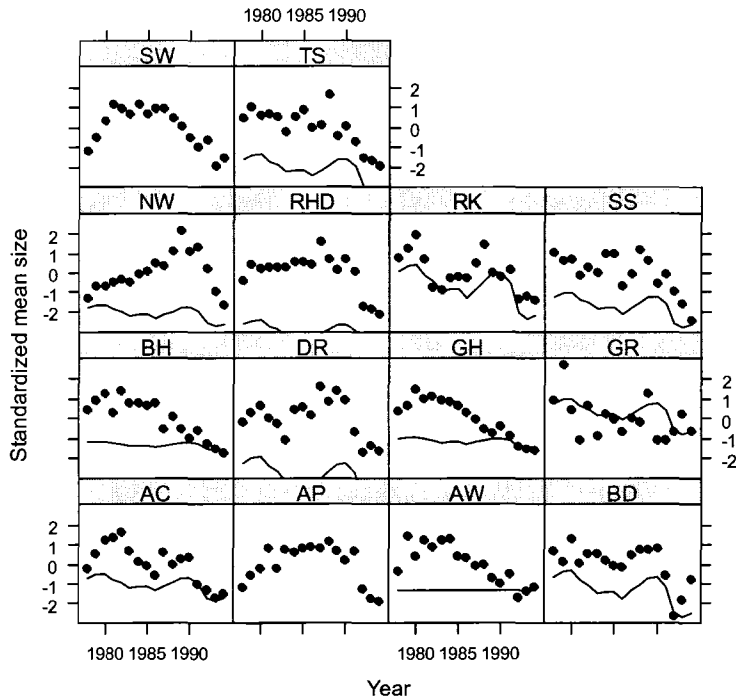 1980 1985 1990
SW TS
2
1
0
-1
-2
NW RHD RK SS
2
1
0
-1
-2
BH DR GH GR
2
1
0
-1
-2
AC AP AW BD
2
1
0
-1
-2
1980 1985 1990 1980 1985 1990
Standardized mean size
Year